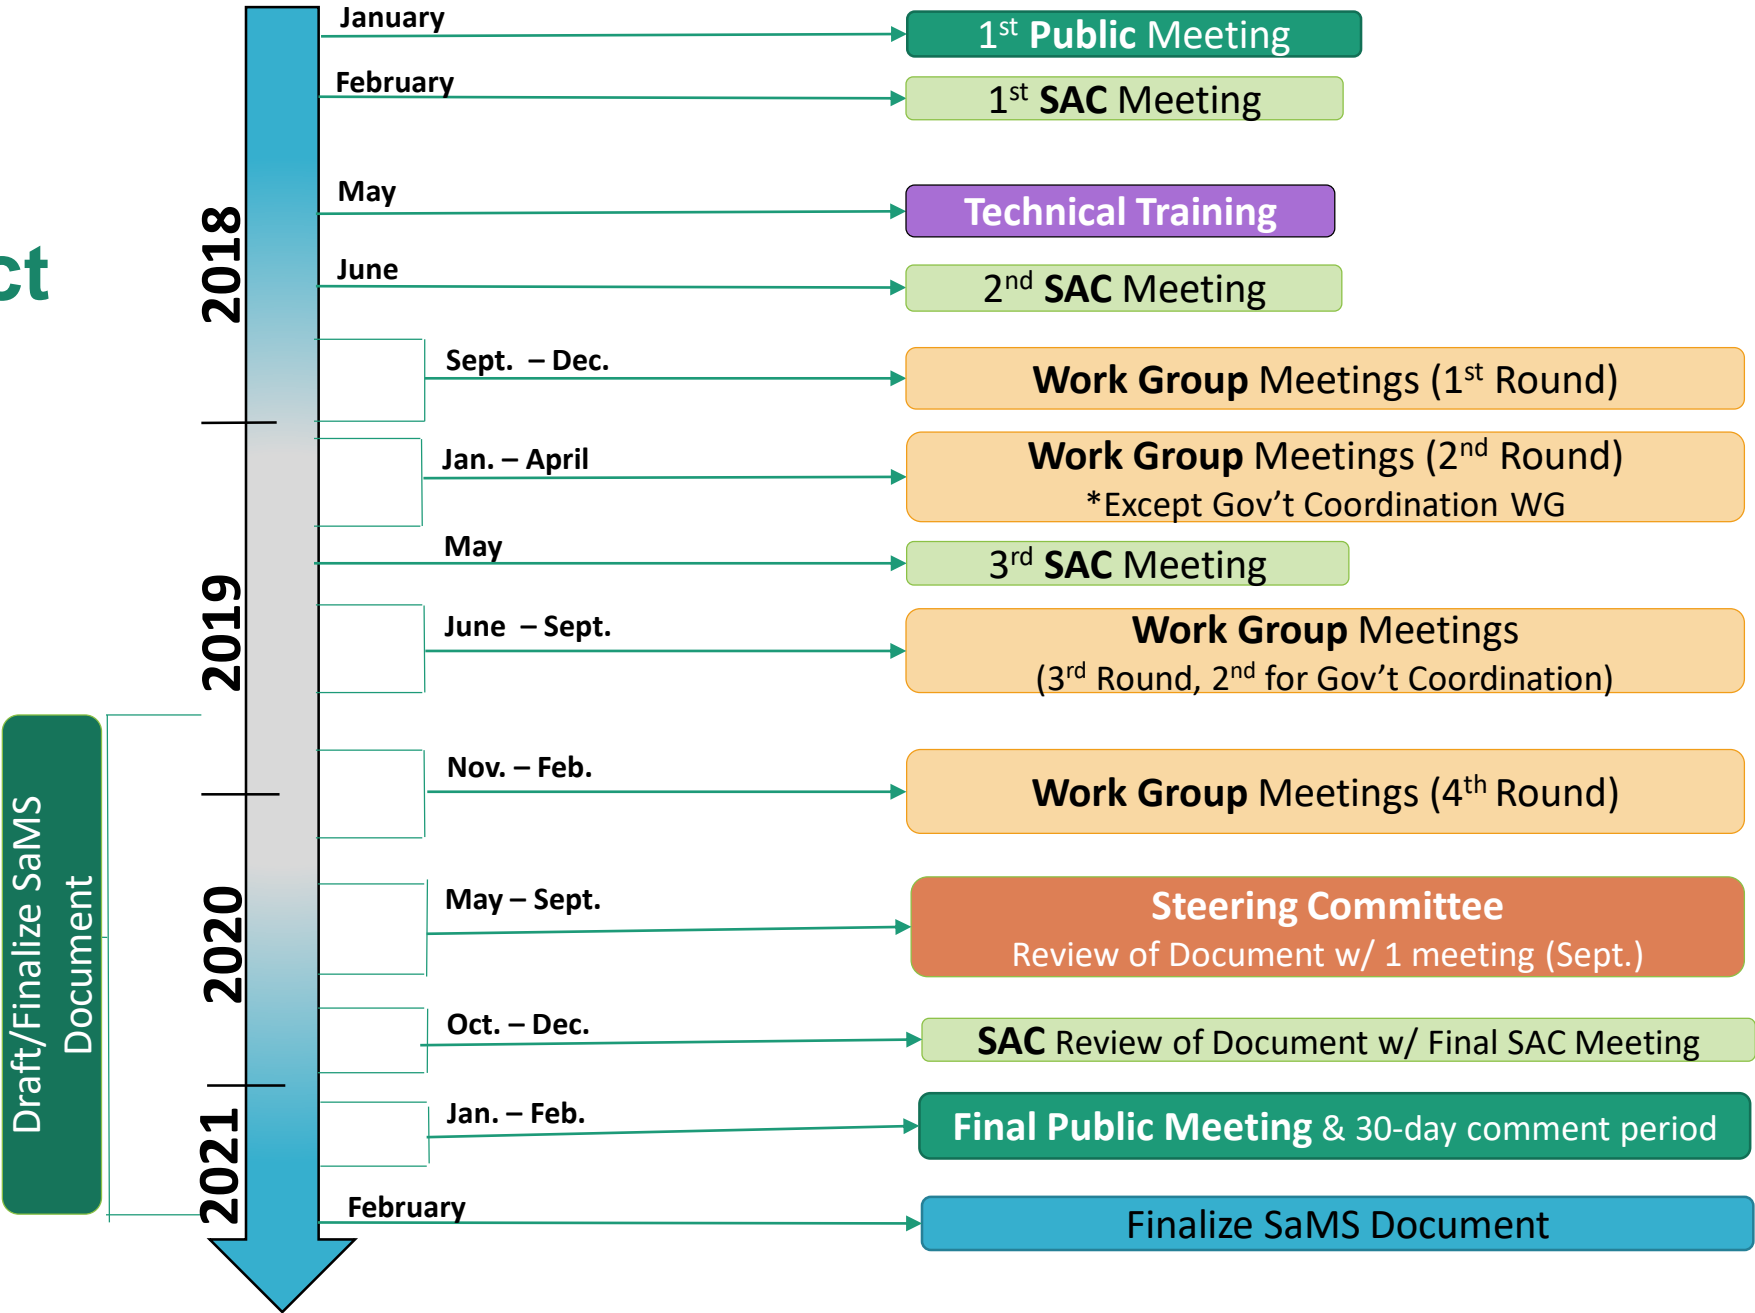 January
1st Public Meeting
February
1st SAC Meeting
May
Technical Training
2018
ct
June
2nd SAC Meeting
Sept. – Dec.
Work Group Meetings (1st Round)
Jan. – April
Work Group Meetings (2nd Round)
*Except Gov’t Coordination WG
May
3rd SAC Meeting
2019
June – Sept.
Work Group Meetings
(3rd Round, 2nd for Gov’t Coordination)
Nov. – Feb.
Work Group Meetings (4th Round)
Draft/Finalize SaMS
Document
2020
May – Sept.
Steering Committee
Review of Document w/ 1 meeting (Sept.)
Oct. – Dec.
SAC Review of Document w/ Final SAC Meeting
2021
Jan. – Feb.
Final Public Meeting & 30-day comment period
February
Finalize SaMS Document